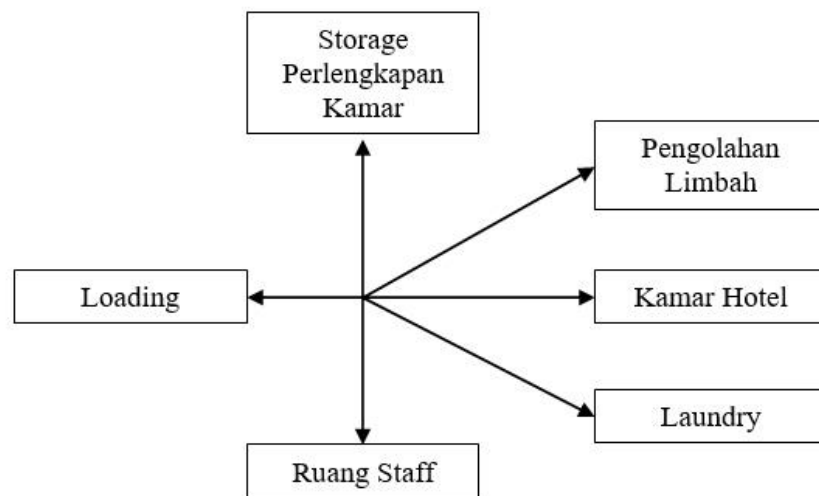 Storage
Perlengkapan
Kamar
Pengolahan
Limbah
Loading
Kamar Hotel
Laundry
Ruang Staff